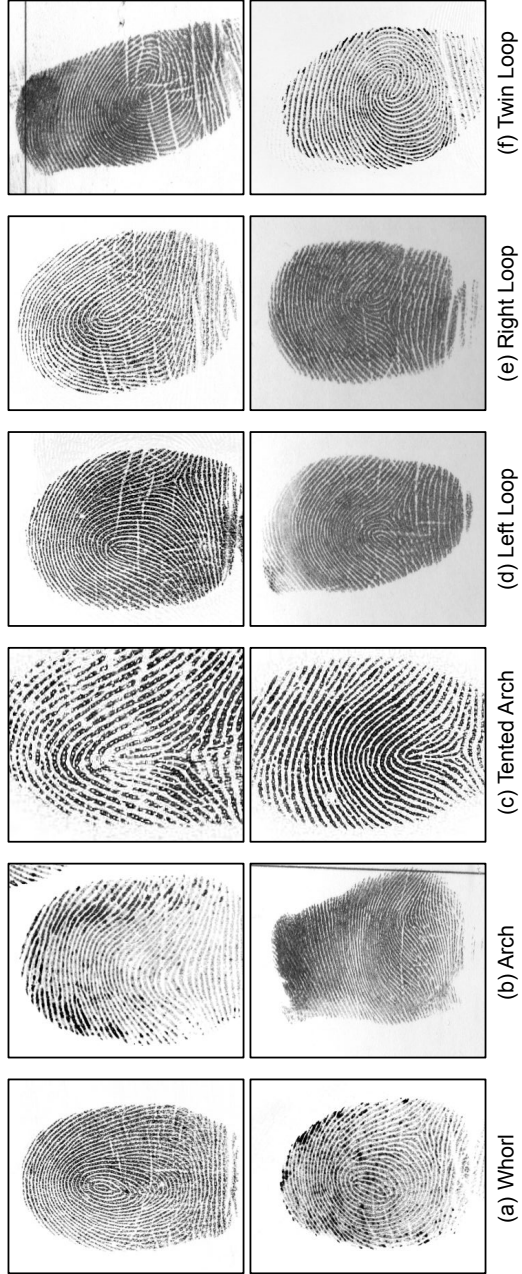 (a) Whorl
(b) Arch
(c) Tented Arch
(d) Left Loop
(e) Right Loop
(f) Twin Loop